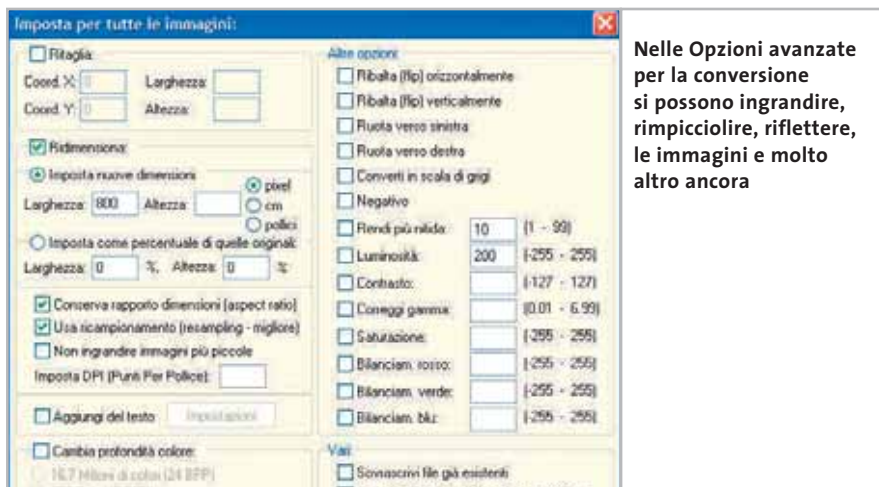 Imposta per tutte le immagini:
Ritaglia:
Coord. X: 0 Larghezza:
Coord. Y: 0 Altezza:
Ridimensiona:
Imposta nuove dimensioni
pixel
Larghezza: 800 Altezza: cm
pollici
Imposta come percentuale di quelle originali:
Larghezza: 0 %, Altezza: 0 %
Conserva rapporto dimensioni (aspect ratio)
Usa ricampionamento (resampling - migliore)
Non ingrandire immagini più piccole
Imposta DPI (Punti Per Pollice):
Aggiungi del testo Impostazioni
Cambia profondità colore:
16,7 Milioni di colori (24 BPP)
Altre opzioni
Ribalta (flip) orizzontalmente
Ribalta (flip) verticalmente
Ruota verso sinistra
Ruota verso destra
Converti in scala di grigi
Negativo
Rendi più nitida: 10 (1 - 99)
Luminosità: 200 (-255 - 255)
Contrasto: (-127 - 127)
Correggi gamma: (0.01 - 6.99)
Saturazione: (-255 - 255)
Bilanciam. rosso: (-255 - 255)
Bilanciam. verde: (-255 - 255)
Bilanciam. blu: (-255 - 255)
Vari
Sovrascrivi file già esistenti
Nelle Opzioni avanzate
per la conversione
si possono ingrandire,
rimpicciolire, riflettere,
le immagini e molto
altro ancora